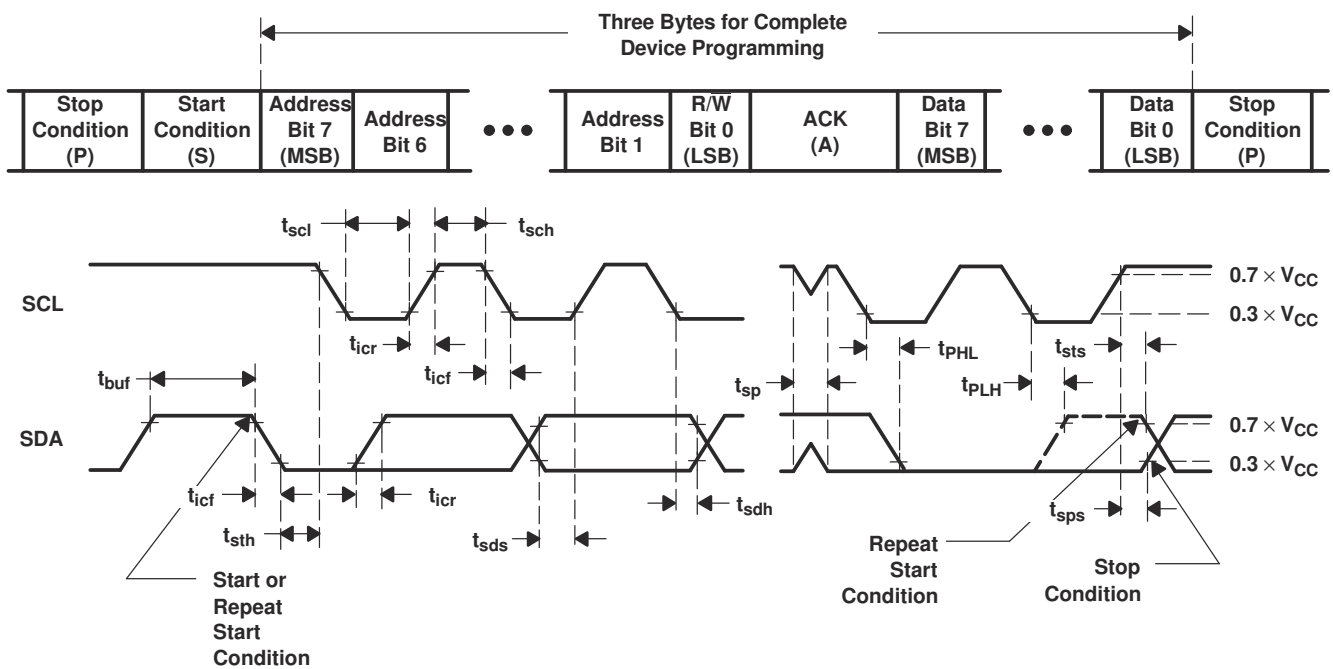 Three Bytes for Complete
Device Programming
Stop
Condition
(P)
Start
Condition
(S)
Address
Bit 7
(MSB)
Address
Bit 6
•••
Address
Bit 1
R/W̅
Bit 0
(LSB)
ACK
(A)
Data
Bit 7
(MSB)
•••
Data
Bit 0
(LSB)
Stop
Condition
(P)
tscl
tsch
SCL
0.7 × VCC
0.3 × VCC
ticr
tPHL
tsts
tbuf
ticf
tsp
tPLH
SDA
0.7 × VCC
0.3 × VCC
ticf
ticr
tsdh
tsth
tsds
tsps
Start or
Repeat
Start
Condition
Repeat
Start
Condition
Stop
Condition